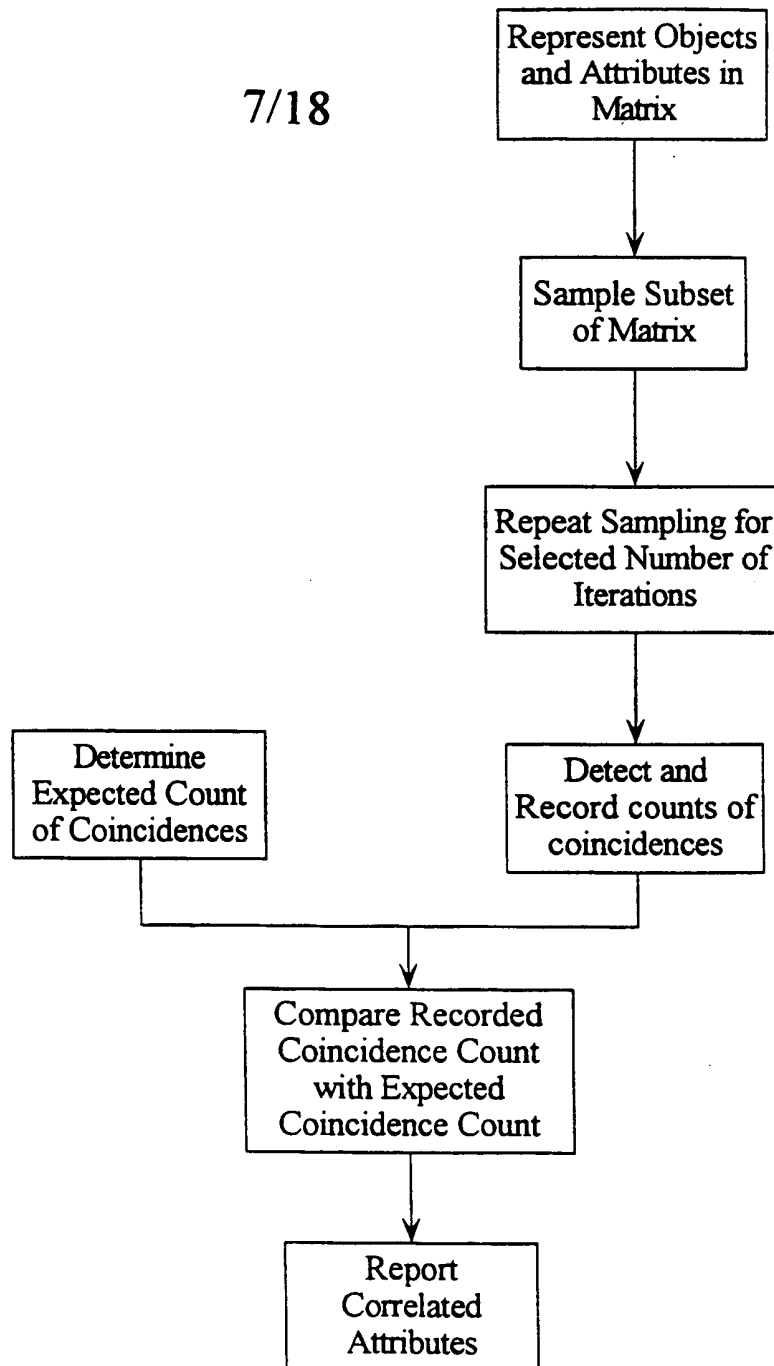 7/18
Represent Objects
and Attributes in
Matrix
Sample Subset
of Matrix
Repeat Sampling for
Selected Number of
Iterations
Determine
Expected Count
of Coincidences
Detect and
Record counts of
coincidences
Compare Recorded
Coincidence Count
with Expected
Coincidence Count
Report
Correlated
Attributes